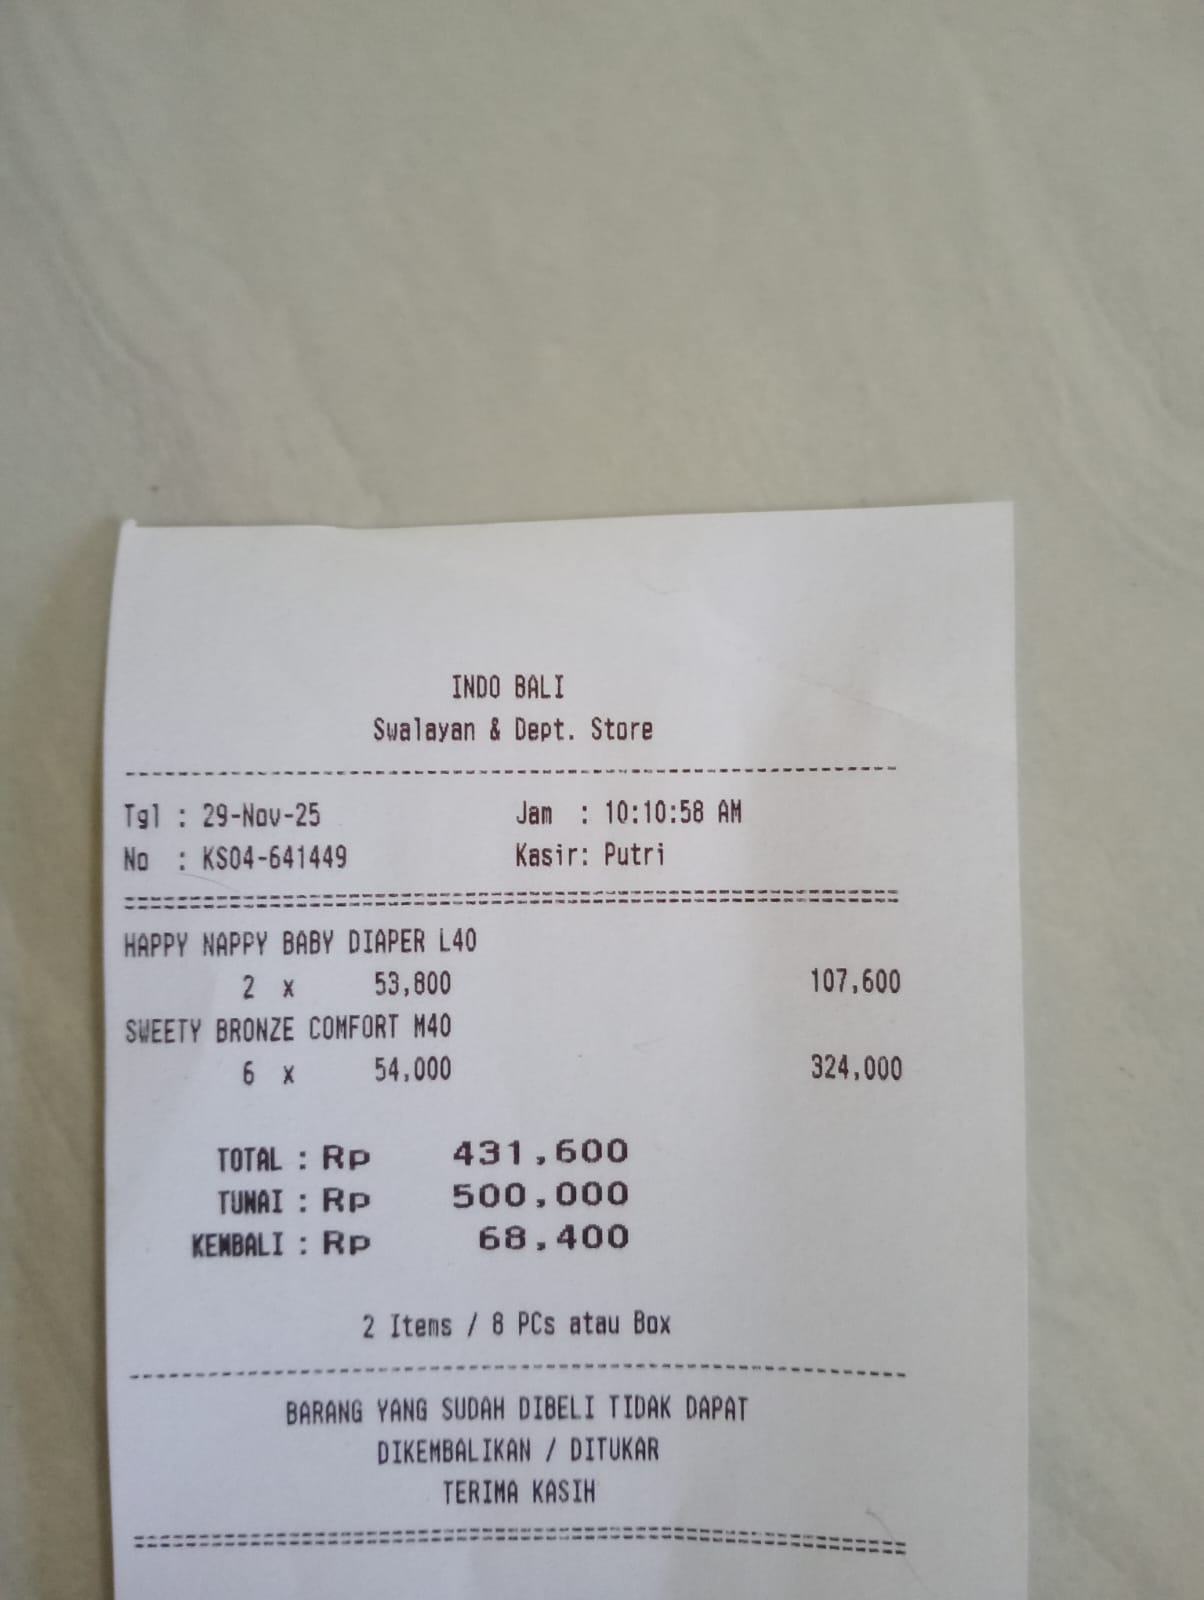 INDO BALI
Swalayan & Dept. Store
Tgl : 29-Nov-25 Jam : 10:10:58 AM
No : KS04-641449 Kasir: Putri
HAPPY NAPPY BABY DIAPER L40
2 x 53,800 107,600
SWEETY BRONZE COMFORT M40
6 x 54,000 324,000
TOTAL : Rp 431,600
TUNAI : Rp 500,000
KEMBALI : Rp 68,400
2 Items / 8 PCs atau Box
BARANG YANG SUDAH DIBELI TIDAK DAPAT
DIKEMBALIKAN / DITUKAR
TERIMA KASIH